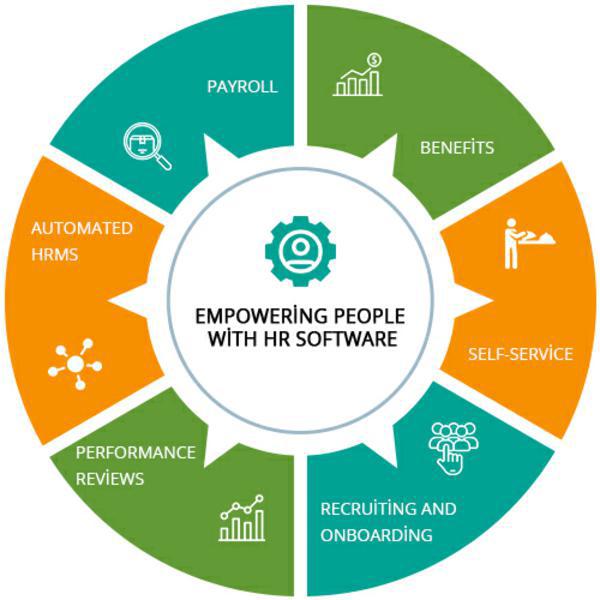 PAYROLL
BENEFİTS
AUTOMATED
HRMS
EMPOWERİNG PEOPLE
WİTH HR SOFTWARE
SELF-SERVİCE
PERFORMANCE
REVİEWS
RECRUİTİNG AND
ONBOARDİNG
$